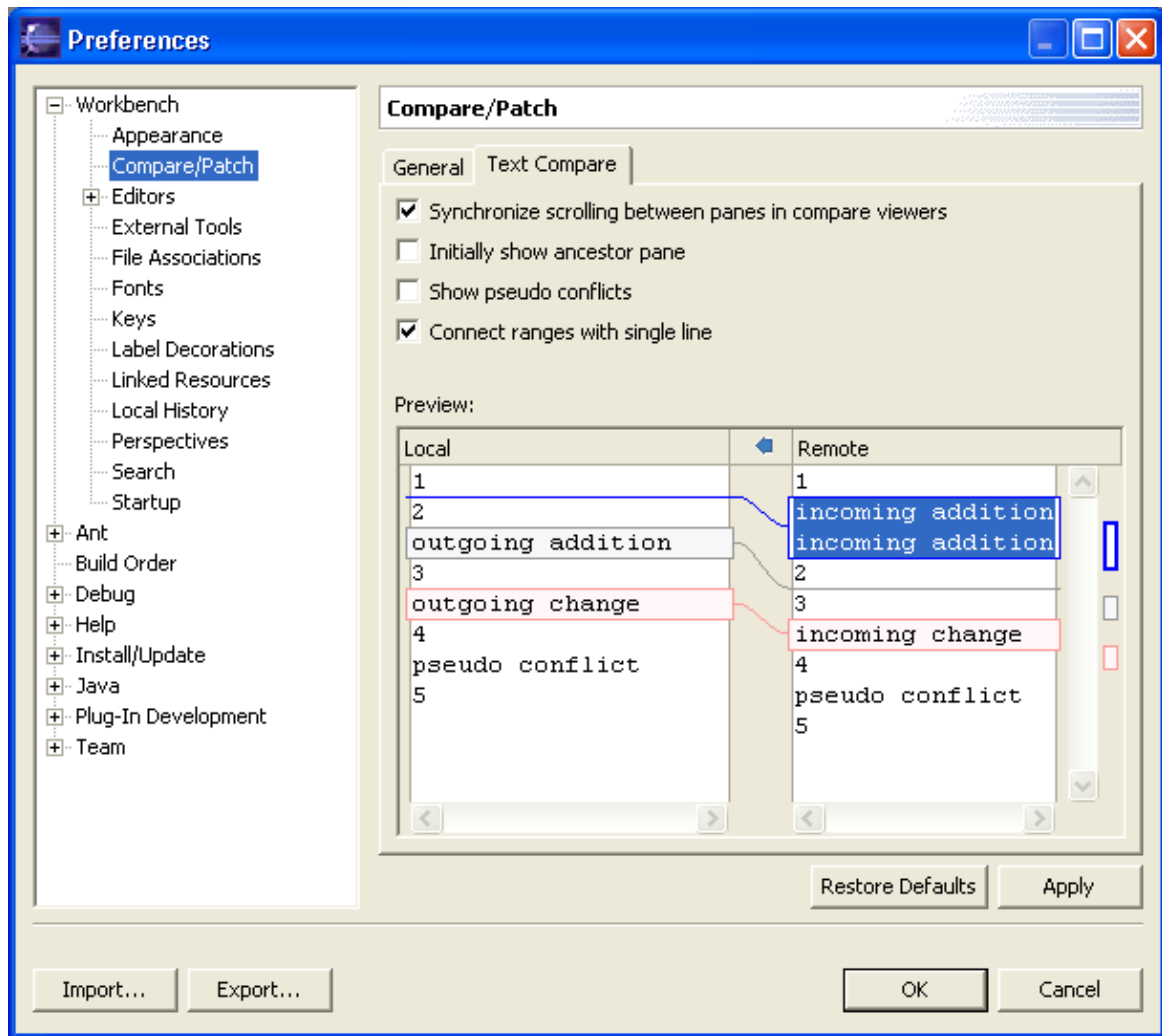 Preferences
Workbench
Appearance
Compare/Patch
Editors
External Tools
File Associations
Fonts
Keys
Label Decorations
Linked Resources
Local History
Perspectives
Search
Startup
Ant
Build Order
Debug
Help
Install/Update
Java
Plug-In Development
Team
Compare/Patch
General Text Compare
Synchronize scrolling between panes in compare viewers
Initially show ancestor pane
Show pseudo conflicts
Connect ranges with single line
Preview:
Local
1
2
outgoing addition
3
outgoing change
4
pseudo conflict
5
Remote
1
incoming addition
incoming addition
2
3
incoming change
4
pseudo conflict
5
Restore Defaults Apply
Import... Export... OK Cancel